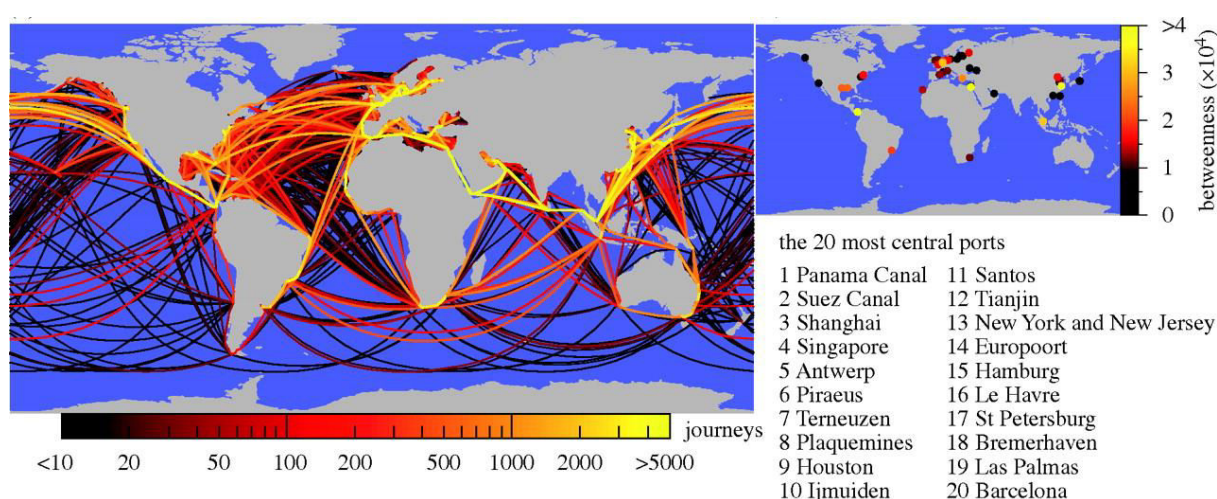 journeys
<10 20 50 100 200 500 1000 2000 >5000
>4
3
2
1
0
betweenness (×10⁴)
the 20 most central ports
1 Panama Canal
2 Suez Canal
3 Shanghai
4 Singapore
5 Antwerp
6 Piraeus
7 Terneuzen
8 Plaquemines
9 Houston
10 Ijmuiden
11 Santos
12 Tianjin
13 New York and New Jersey
14 Europoort
15 Hamburg
16 Le Havre
17 St Petersburg
18 Bremerhaven
19 Las Palmas
20 Barcelona